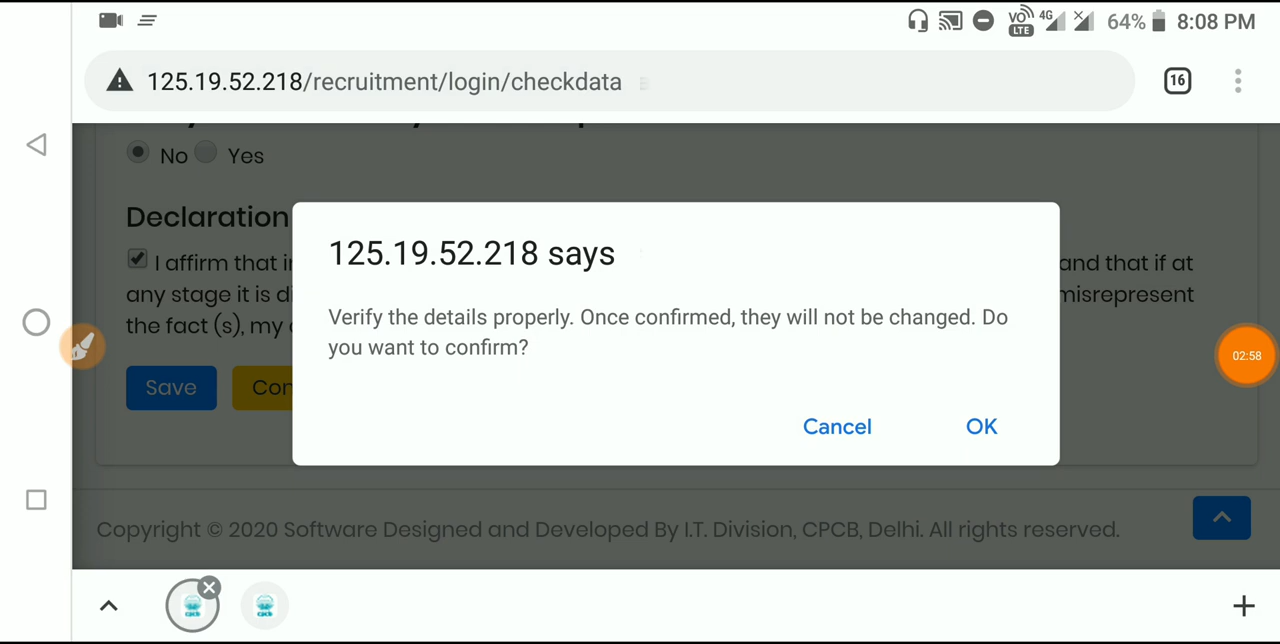 VO LTE 4G 64% 8:08 PM
125.19.52.218/recruitment/login/checkdata
16
No Yes
Declaration
I affirm that and that if at
any stage it is misrepresent
the fact (s), my
125.19.52.218 says
Verify the details properly. Once confirmed, they will not be changed. Do
you want to confirm?
02:58
Save
Cancel OK
Copyright © 2020 Software Designed and Developed By I.T. Division, CPCB, Delhi. All rights reserved.